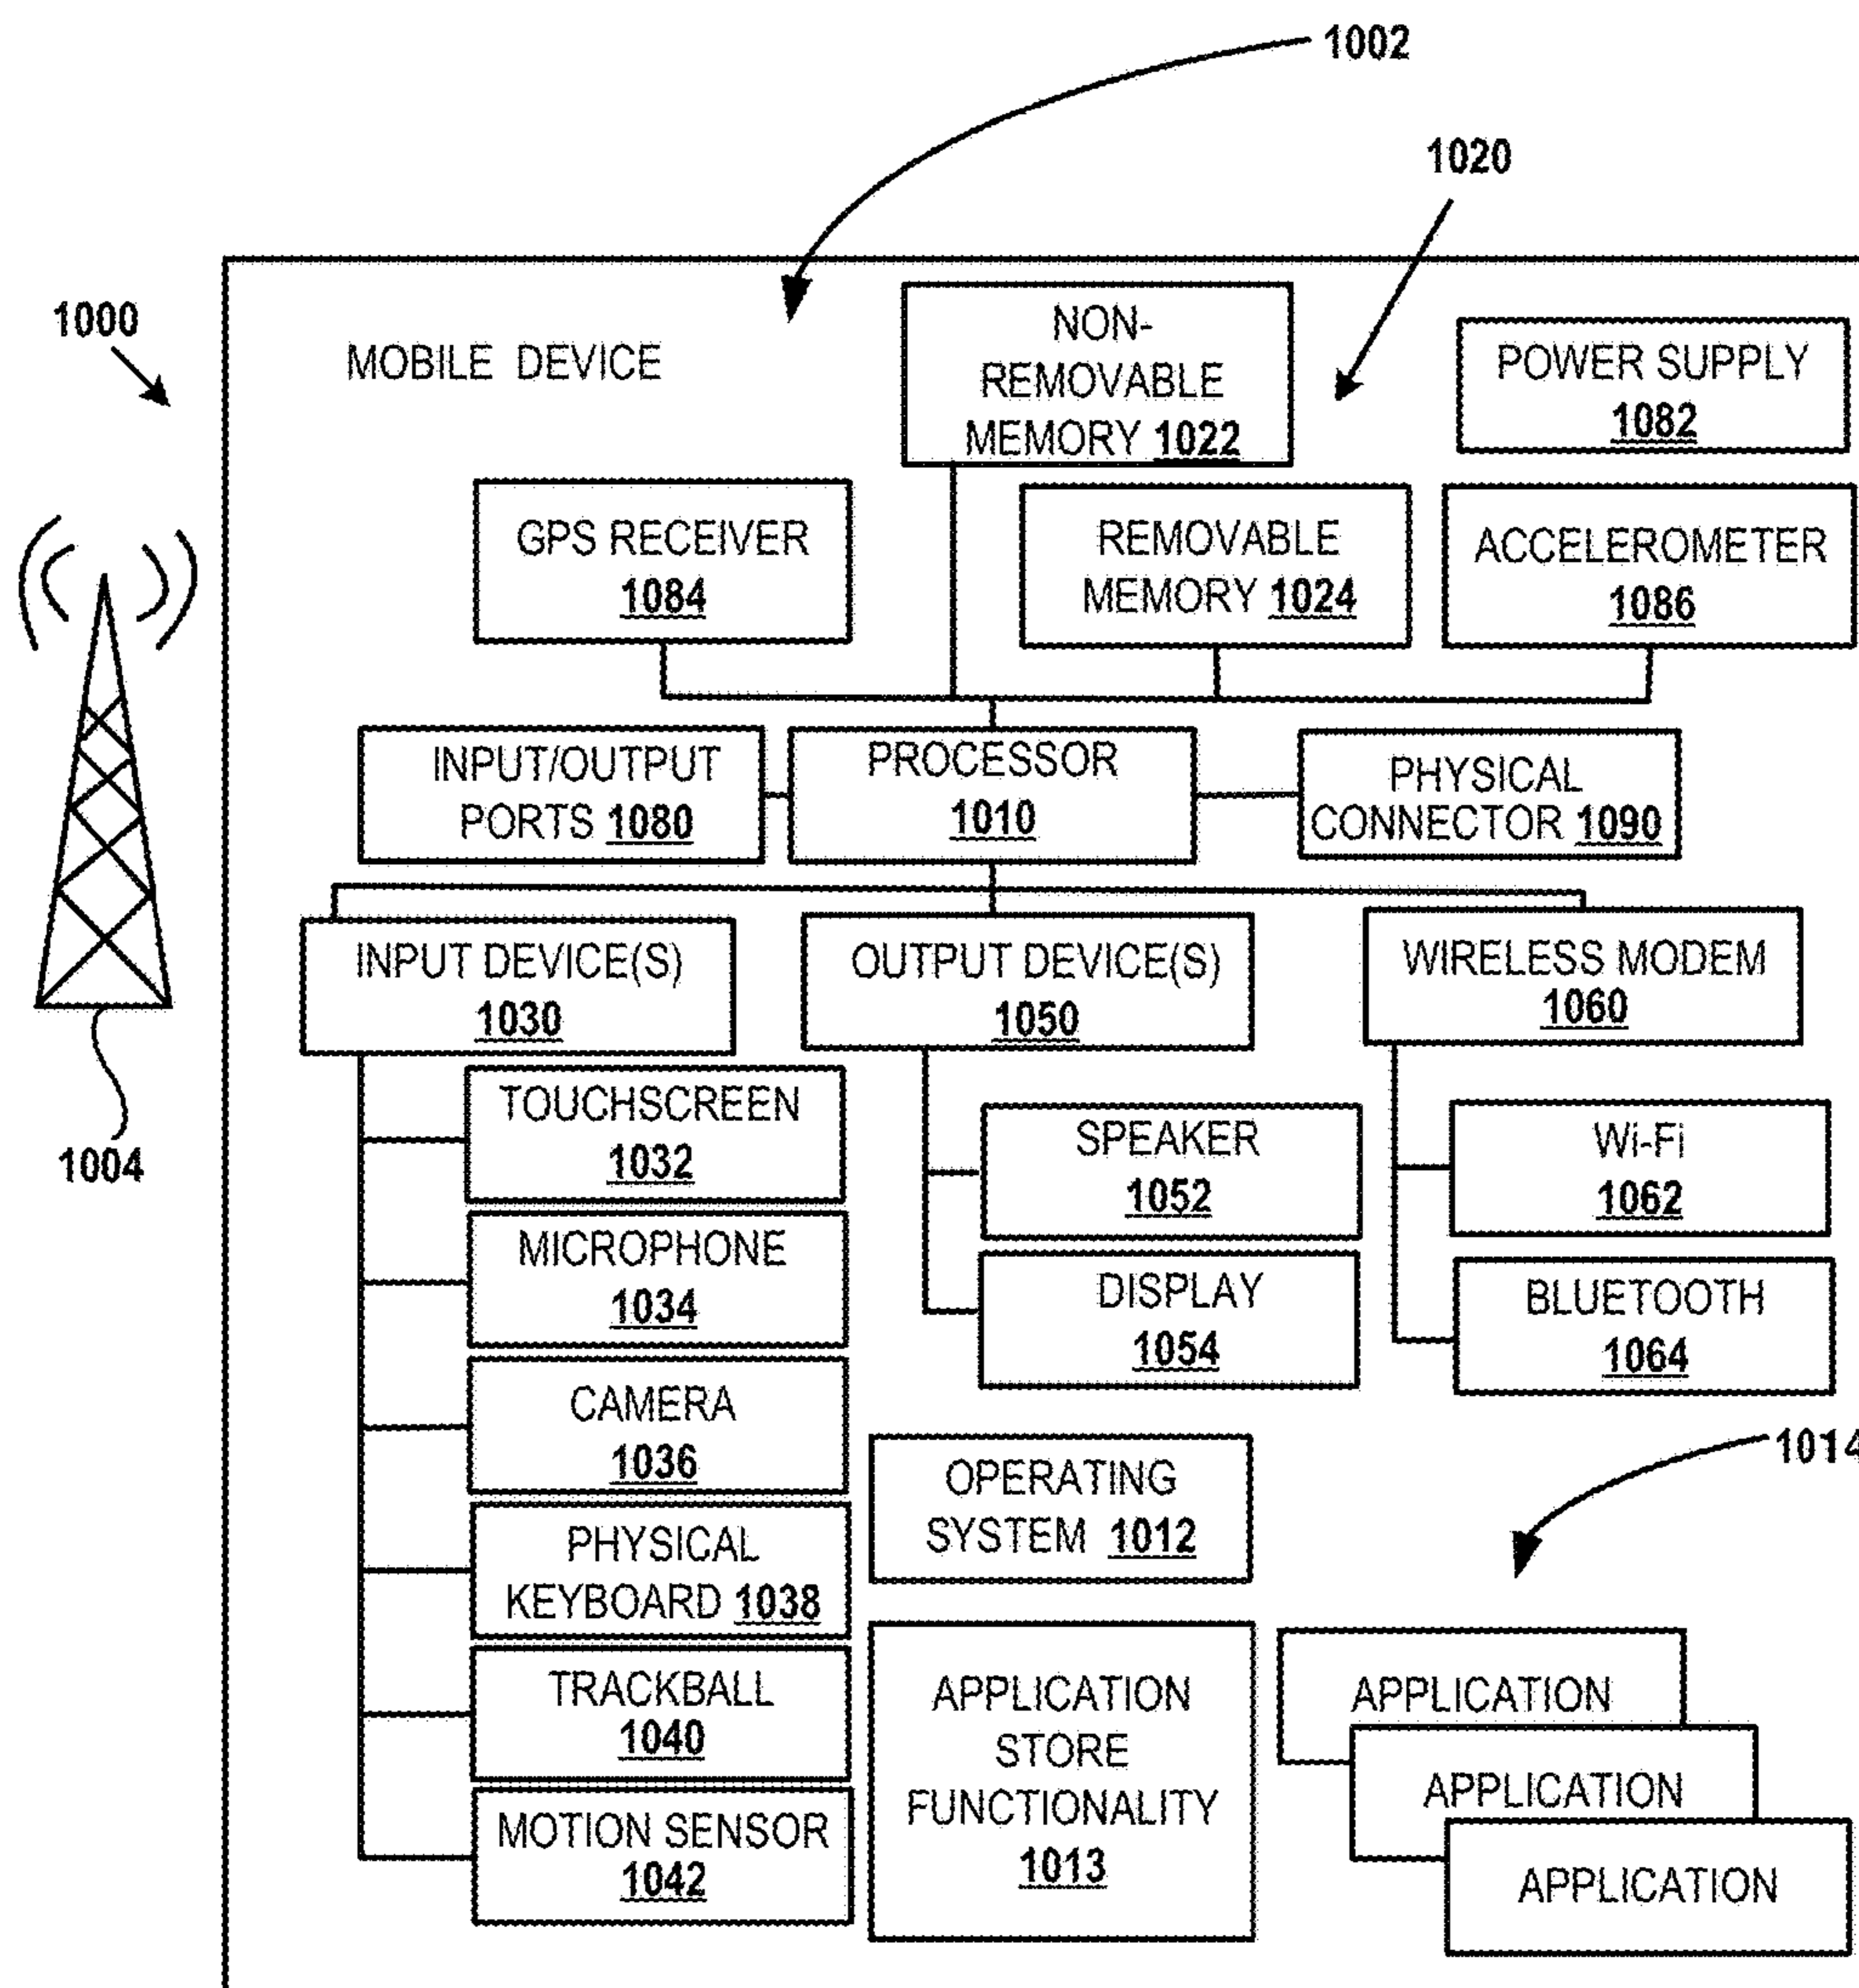 1002
1020
1000
MOBILE DEVICE
NON-
REMOVABLE
MEMORY 1022
POWER SUPPLY
1082
GPS RECEIVER
1084
REMOVABLE
MEMORY 1024
ACCELEROMETER
1086
INPUT/OUTPUT
PORTS 1080
PROCESSOR
1010
PHYSICAL
CONNECTOR 1090
INPUT DEVICE(S)
1030
OUTPUT DEVICE(S)
1050
WIRELESS MODEM
1060
1004
TOUCHSCREEN
1032
MICROPHONE
1034
CAMERA
1036
PHYSICAL
KEYBOARD 1038
TRACKBALL
1040
MOTION SENSOR
1042
SPEAKER
1052
DISPLAY
1054
Wi-Fi
1062
BLUETOOTH
1064
OPERATING
SYSTEM 1012
APPLICATION
STORE
FUNCTIONALITY
1013
1014
APPLICATION
APPLICATION
APPLICATION